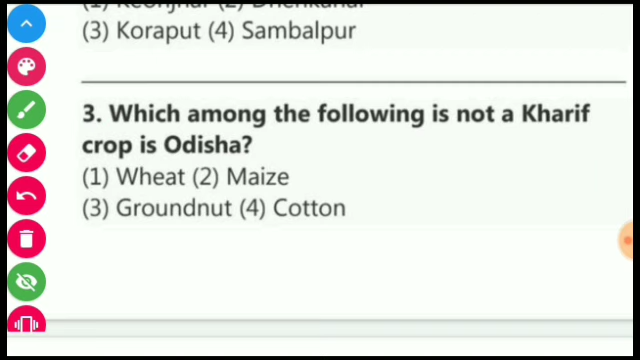 (3) Koraput (4) Sambalpur
3. Which among the following is not a Kharif
crop is Odisha?
(1) Wheat (2) Maize
(3) Groundnut (4) Cotton